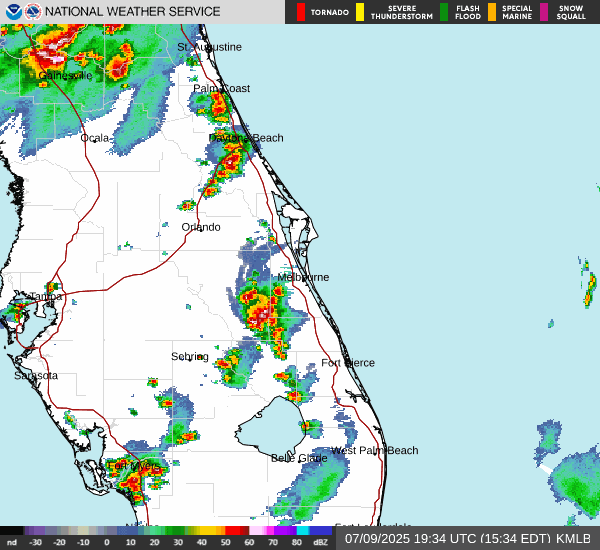 NATIONAL WEATHER SERVICE
TORNADO
SEVERE
THUNDERSTORM
FLASH
FLOOD
SPECIAL
MARINE
SNOW
SQUALL
St. Augustine
Gainesville
Palm Coast
Ocala
Daytona Beach
Orlando
Melbourne
Tampa
Sebring
Fort Pierce
Sarasota
West Palm Beach
Belle Glade
Fort Myers
Fort Lauderdale
nd -30 -20 -10 0 10 20 30 40 50 60 70 80 dBZ
07/09/2025 19:34 UTC (15:34 EDT) KMLB